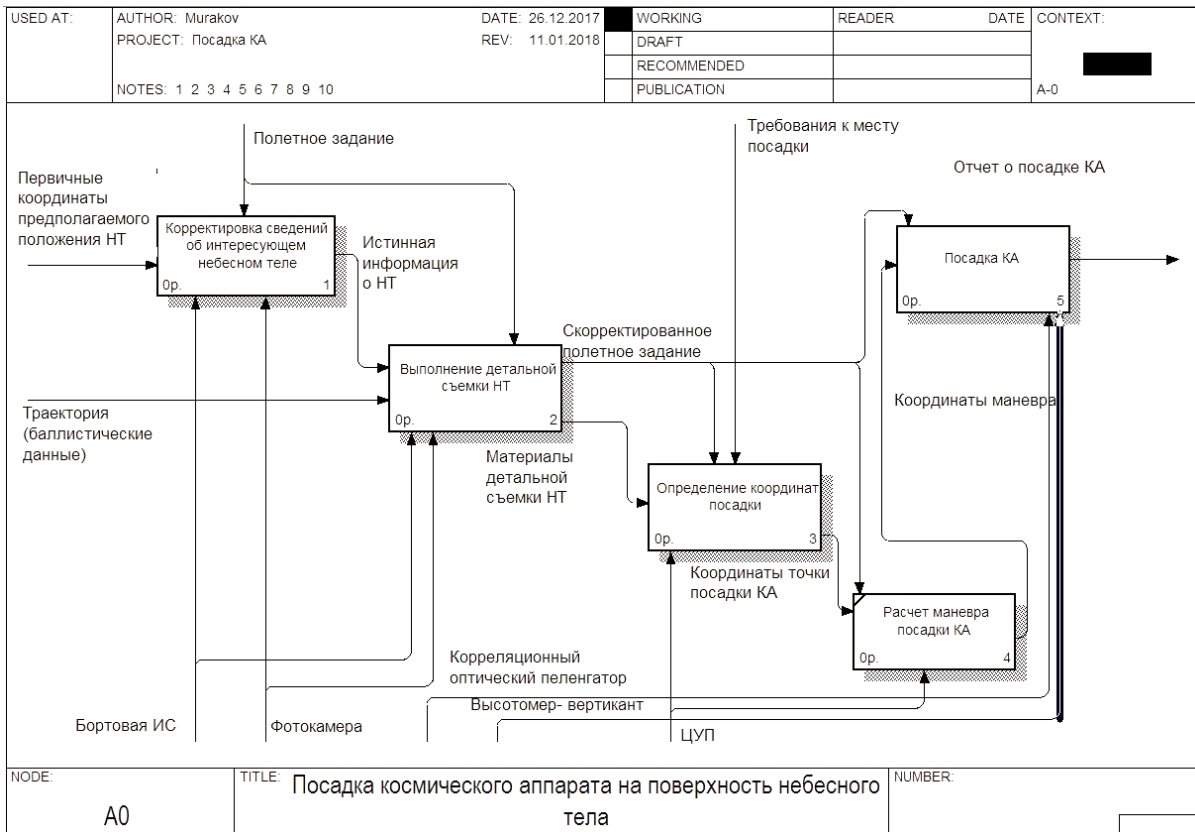 USED AT:
AUTHOR: Murakov
DATE: 26.12.2017
PROJECT: Посадка КА
REV: 11.01.2018
NOTES: 1 2 3 4 5 6 7 8 9 10
WORKING
DRAFT
RECOMMENDED
PUBLICATION
READER
DATE
CONTEXT:
A-0
Полетное задание
Требования к месту
посадки
Отчет о посадке КА
Первичные
координаты
предполагаемого
положения НТ
Корректировка сведений
об интересующем
небесном теле
0р.
1
Истинная
информация
о НТ
Посадка КА
0р.
5
Скорректированное
полетное задание
Выполнение детальной
съемки НТ
0р.
2
Координаты маневра
Траектория
(баллистические
данные)
Материалы
детальной
съемки НТ
Определение координат
посадки
0р.
3
Координаты точки
посадки КА
Расчет маневра
посадки КА
0р.
4
Корреляционный
оптический пеленгатор
Высотомер- вертикант
Бортовая ИС
Фотокамера
ЦУП
NODE:
A0
TITLE:
Посадка космического аппарата на поверхность небесного
тела
NUMBER: